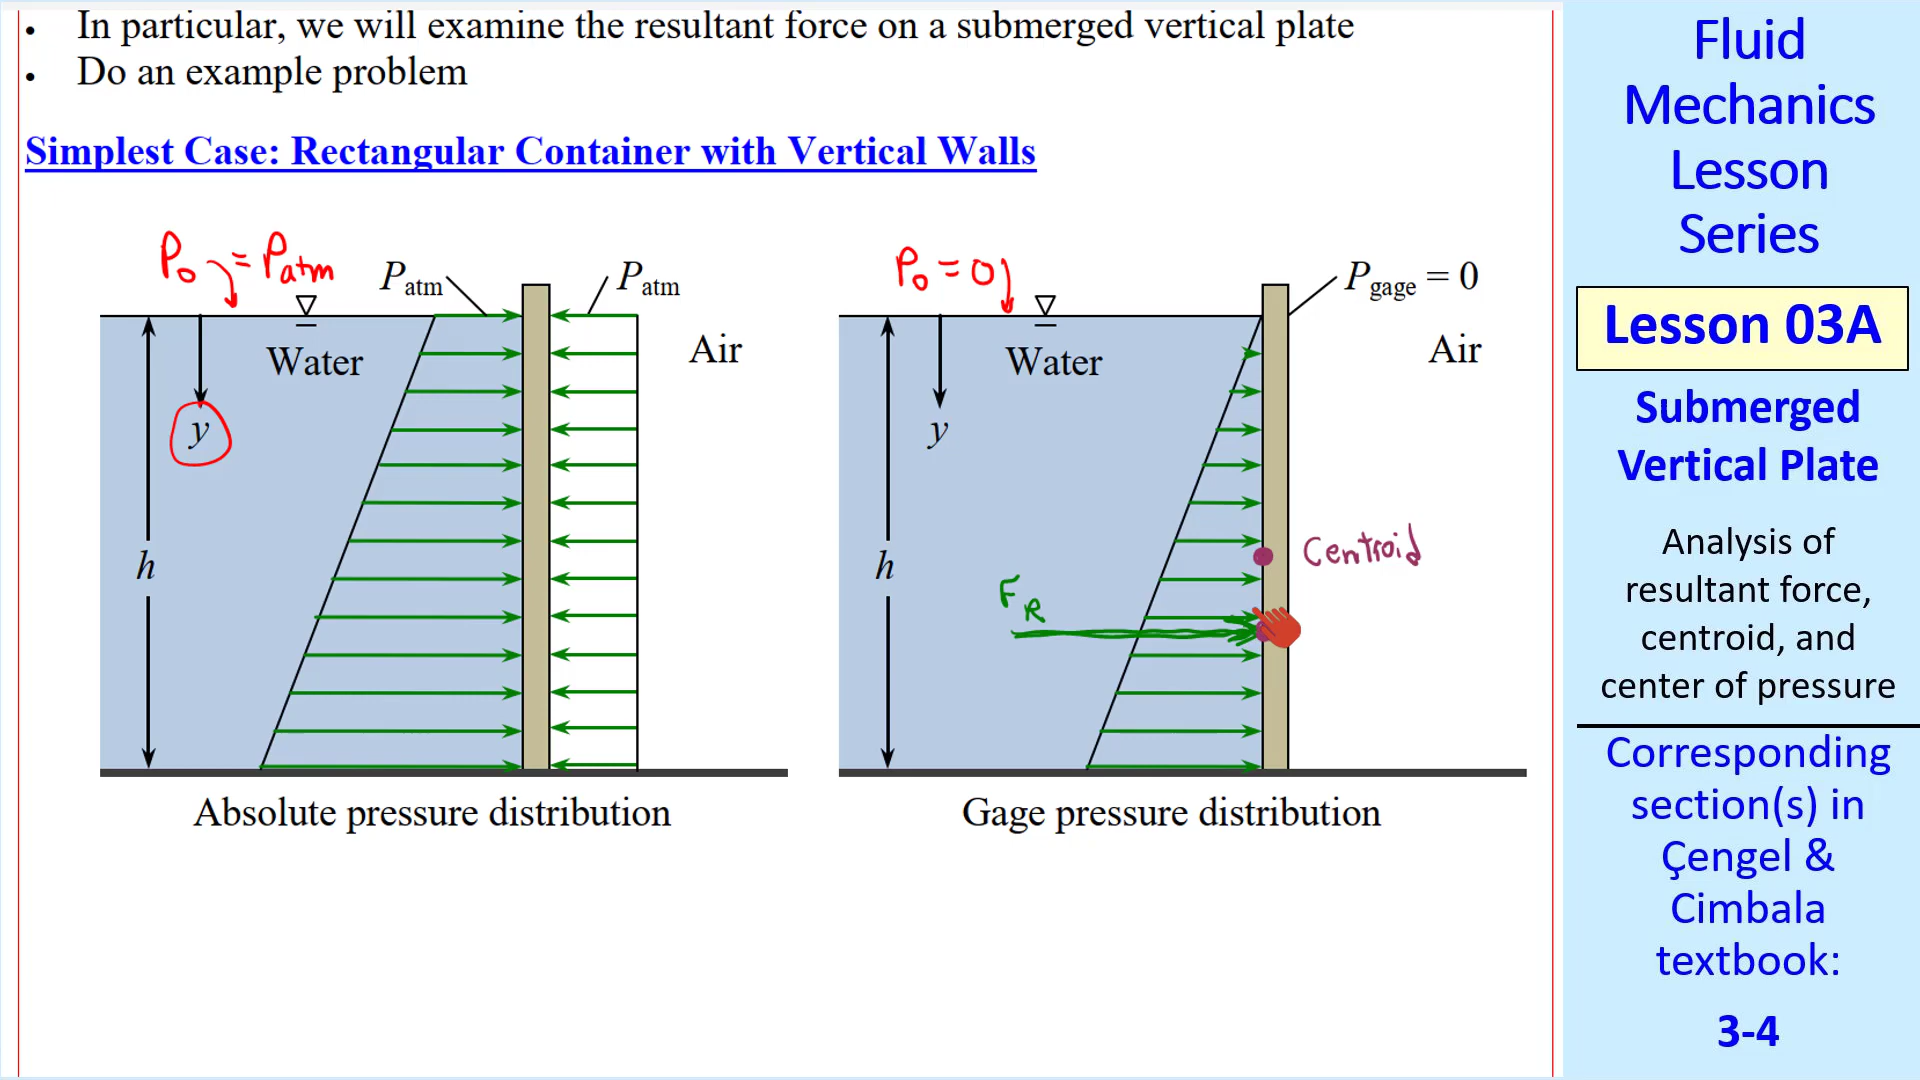 • In particular, we will examine the resultant force on a submerged vertical plate
• Do an example problem
Simplest Case: Rectangular Container with Vertical Walls
P₀ = Patm
Patm
Patm
Water
Air
y
h
Absolute pressure distribution
P₀ = 0
Pgage = 0
Water
Air
y
h
Centroid
FR
Gage pressure distribution
Fluid
Mechanics
Lesson
Series
Lesson 03A
Submerged
Vertical Plate
Analysis of
resultant force,
centroid, and
center of pressure
Corresponding
section(s) in
Çengel &
Cimbala
textbook:
3-4